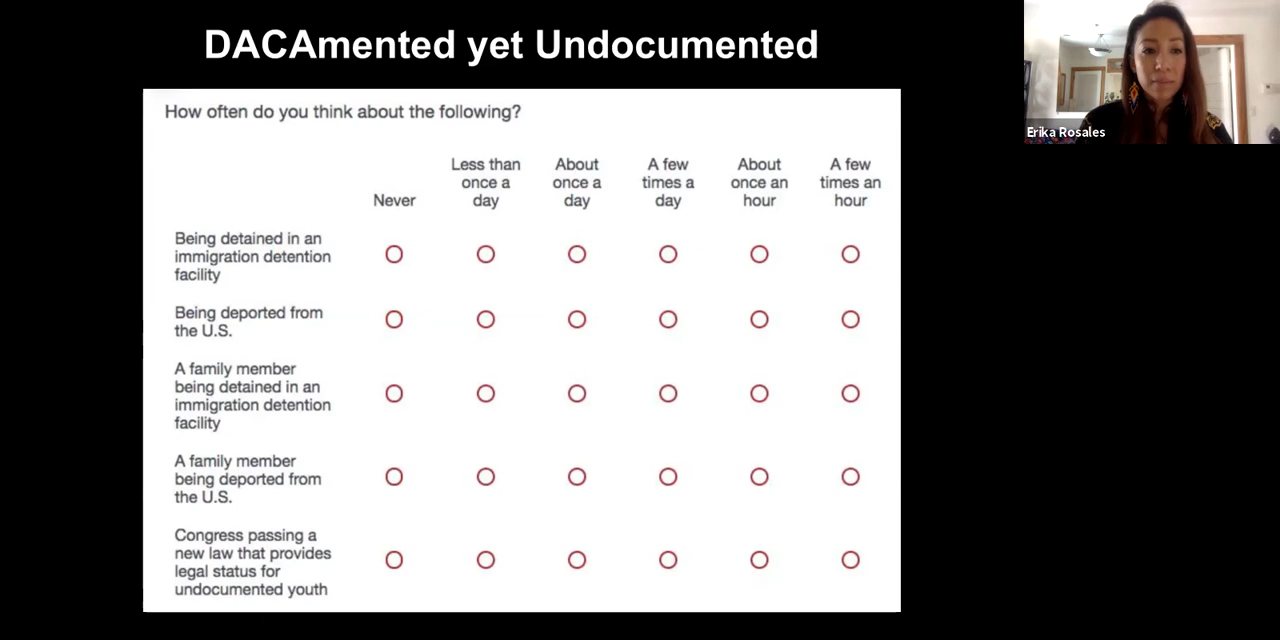 DACAmented yet Undocumented
Erika Rosales
How often do you think about the following?
Never
Less than
once a
day
About
once a
day
A few
times a
day
About
once an
hour
A few
times an
hour
Being detained in an
immigration detention
facility
Being deported from
the U.S.
A family member
being detained in an
immigration detention
facility
A family member
being deported from
the U.S.
Congress passing a
new law that provides
legal status for
undocumented youth